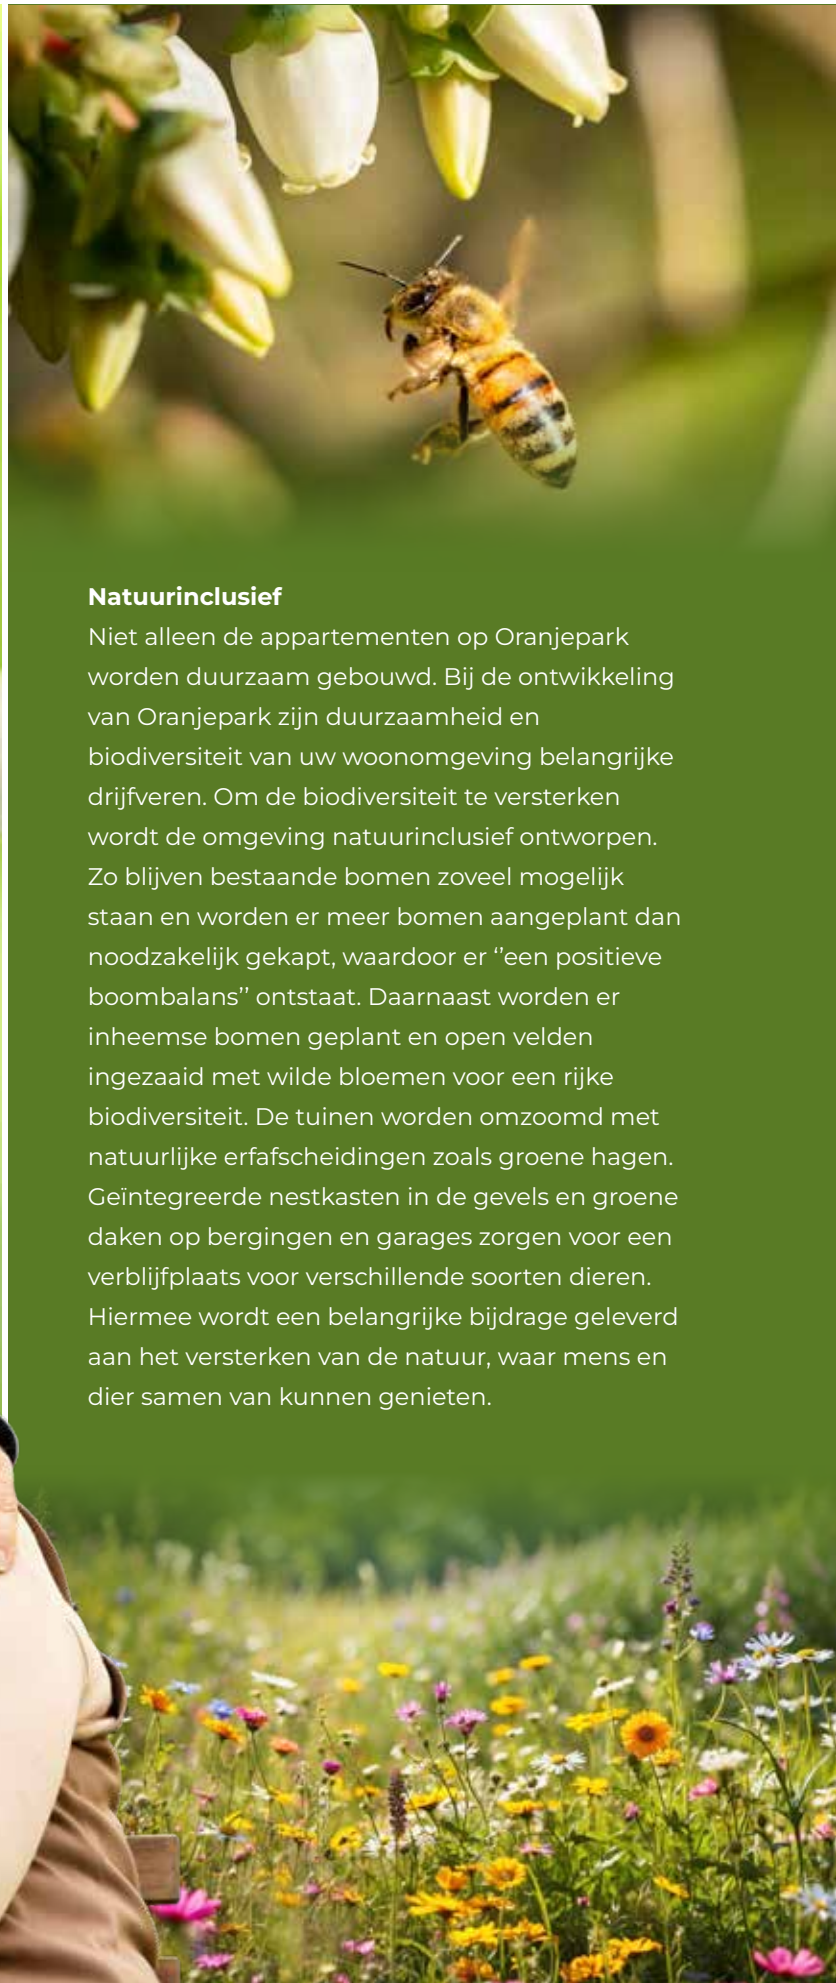 Natuurinclusief
Niet alleen de appartementen op Oranjepark
worden duurzaam gebouwd. Bij de ontwikkeling
van Oranjepark zijn duurzaamheid en
biodiversiteit van uw woonomgeving belangrijke
drijfveren. Om de biodiversiteit te versterken
wordt de omgeving natuurinclusief ontworpen.
Zo blijven bestaande bomen zoveel mogelijk
staan en worden er meer bomen aangeplant dan
noodzakelijk gekapt, waardoor er ‘’een positieve
boombalans’’ ontstaat. Daarnaast worden er
inheemse bomen geplant en open velden
ingezaaid met wilde bloemen voor een rijke
biodiversiteit. De tuinen worden omzoomd met
natuurlijke erfafscheidingen zoals groene hagen.
Geïntegreerde nestkasten in de gevels en groene
daken op bergingen en garages zorgen voor een
verblijfplaats voor verschillende soorten dieren.
Hiermee wordt een belangrijke bijdrage geleverd
aan het versterken van de natuur, waar mens en
dier samen van kunnen genieten.